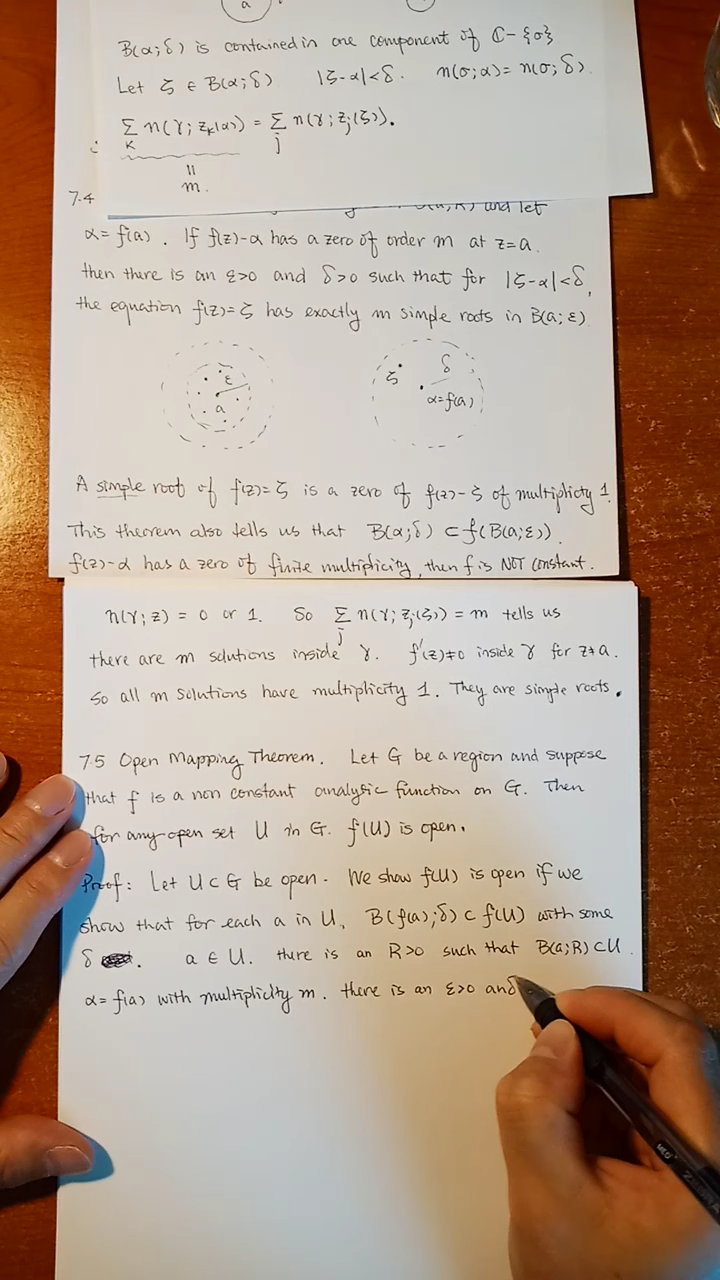 a
B(α;δ) is contained in one component of ℂ-{σ}
Let ζ ∈ B(α;δ) |ζ-α|<δ. n(σ;α)=n(σ;δ).
∑ n(γ; z_k(α)) = ∑ n(γ; z_j(ζ)).
k j
||
m.
7.4 and let
α=f(a). If f(z)-α has a zero of order m at z=a.
then there is an ε>0 and δ>0 such that for |ζ-α|<δ,
the equation f(z)=ζ has exactly m simple roots in B(a;ε)
ε a ζ δ α=f(a)
A simple root of f(z)=ζ is a zero of f(z)-ζ of multiplicty 1.
This theorem also tells us that B(α;δ) ⊂ f(B(a;ε)).
f(z)-α has a zero of finite multiplicity, then f is NOT constant.
n(γ;z) = 0 or 1. So ∑_j n(γ; z_j(ζ)) = m tells us
there are m solutions inside γ. f'(z)≠0 inside γ for z≠a.
So all m solutions have multiplicity 1. They are simple roots.
7.5 Open Mapping Theorem. Let G be a region and suppose
that f is a non constant analytic function on G. Then
for any open set U in G. f(U) is open.
Proof: Let U⊂G be open. We show f(U) is open if we
show that for each a in U, B(f(a);δ)⊂f(U) with some
δ . a ∈ U. there is an R>0 such that B(a;R)⊂U.
α=f(a) with multiplicity m. there is an ε>0 and